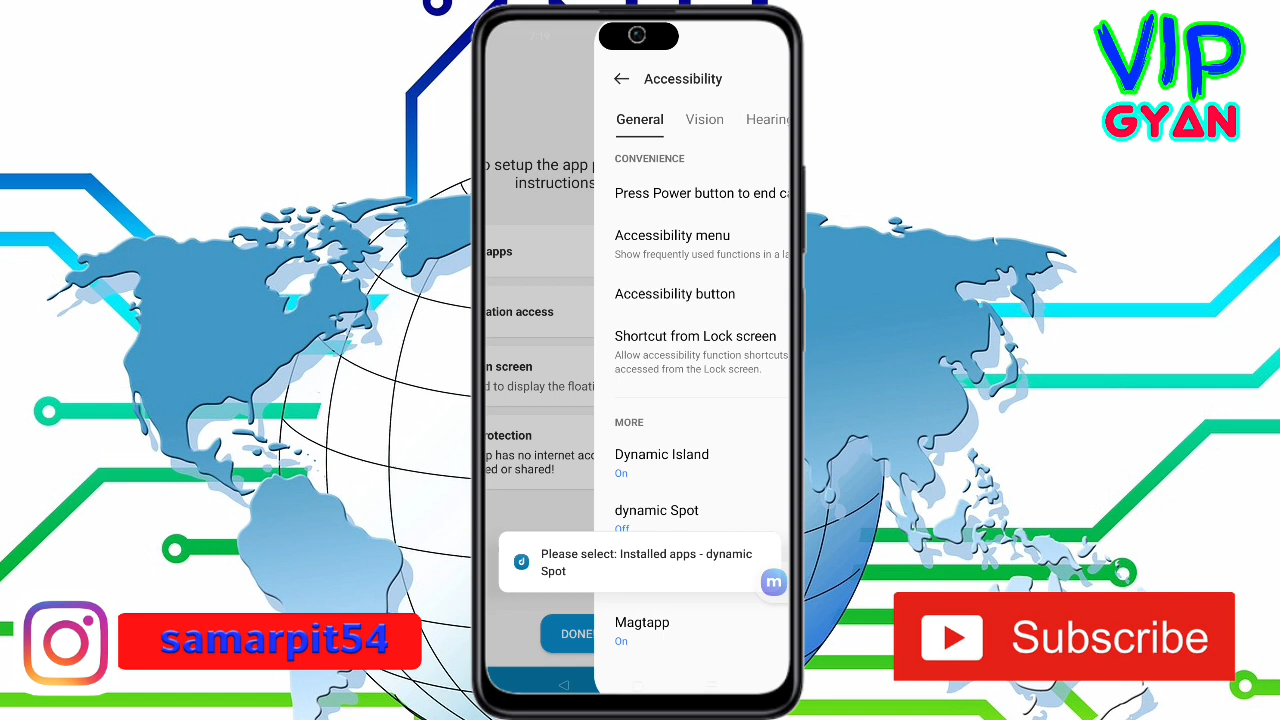 VIP
GYAN
Accessibility
General Vision Hearing
CONVENIENCE
Press Power button to end ca
Accessibility menu
Show frequently used functions in a la
Accessibility button
Shortcut from Lock screen
Allow accessibility function shortcuts
accessed from the Lock screen.
MORE
Dynamic Island
On
dynamic Spot
Off
Please select: Installed apps - dynamic
Spot
m
Magtapp
On
o setup the app p
instructions
apps
ation access
n screen
d to display the floati
otection
p has no internet acc
ed or shared!
DONE
samarpit54
Subscribe